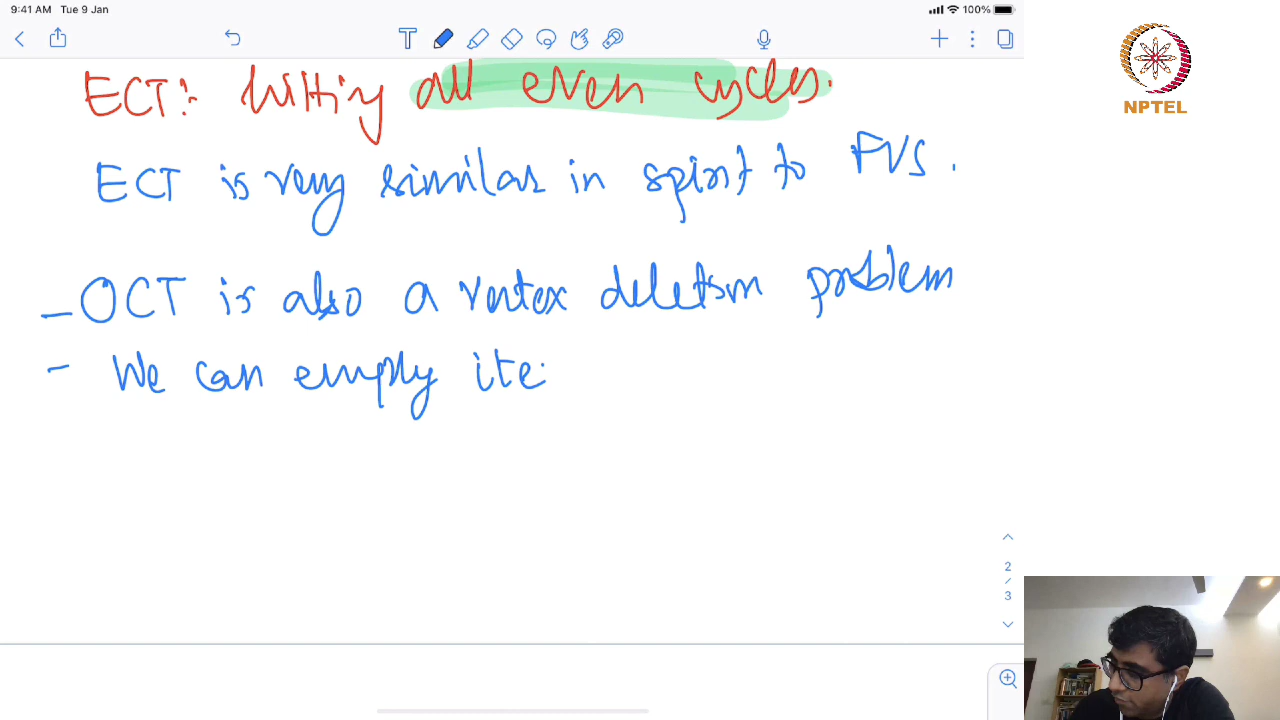 9:41 AM Tue 9 Jan
100%
NPTEL
ECT: hitting all even cycles.
ECT is very similar in spirit to FVS.
- OCT is also a vertex deletion problem
- We can employ ite
2
/
3